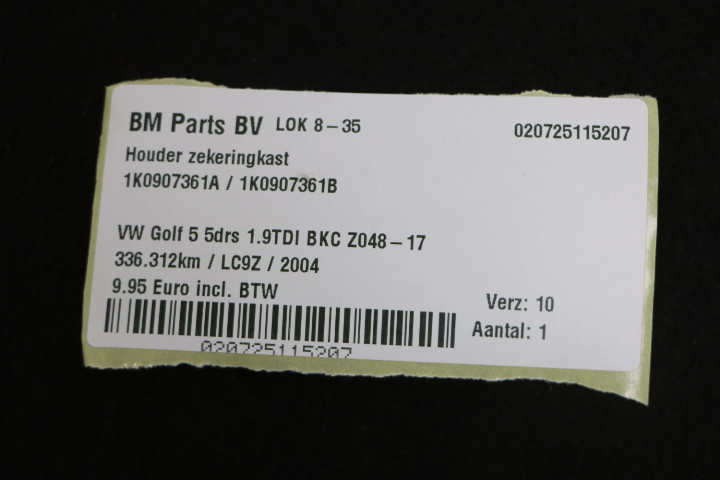 BM Parts BV LOK 8-35 020725115207
Houder zekeringkast
1K0907361A / 1K0907361B
VW Golf 5 5drs 1.9TDI BKC Z048-17
336.312km / LC9Z / 2004
9.95 Euro incl. BTW
Verz: 10
Aantal: 1
020725115207